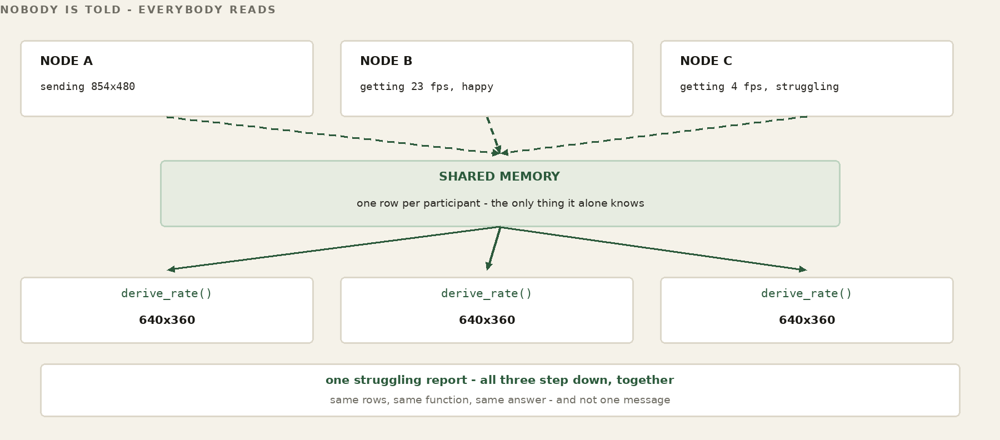 NOBODY IS TOLD - EVERYBODY READS
NODE A
sending 854x480
NODE B
getting 23 fps, happy
NODE C
getting 4 fps, struggling
SHARED MEMORY
one row per participant - the only thing it alone knows
derive_rate()
640x360
derive_rate()
640x360
derive_rate()
640x360
one struggling report - all three step down, together
same rows, same function, same answer - and not one message